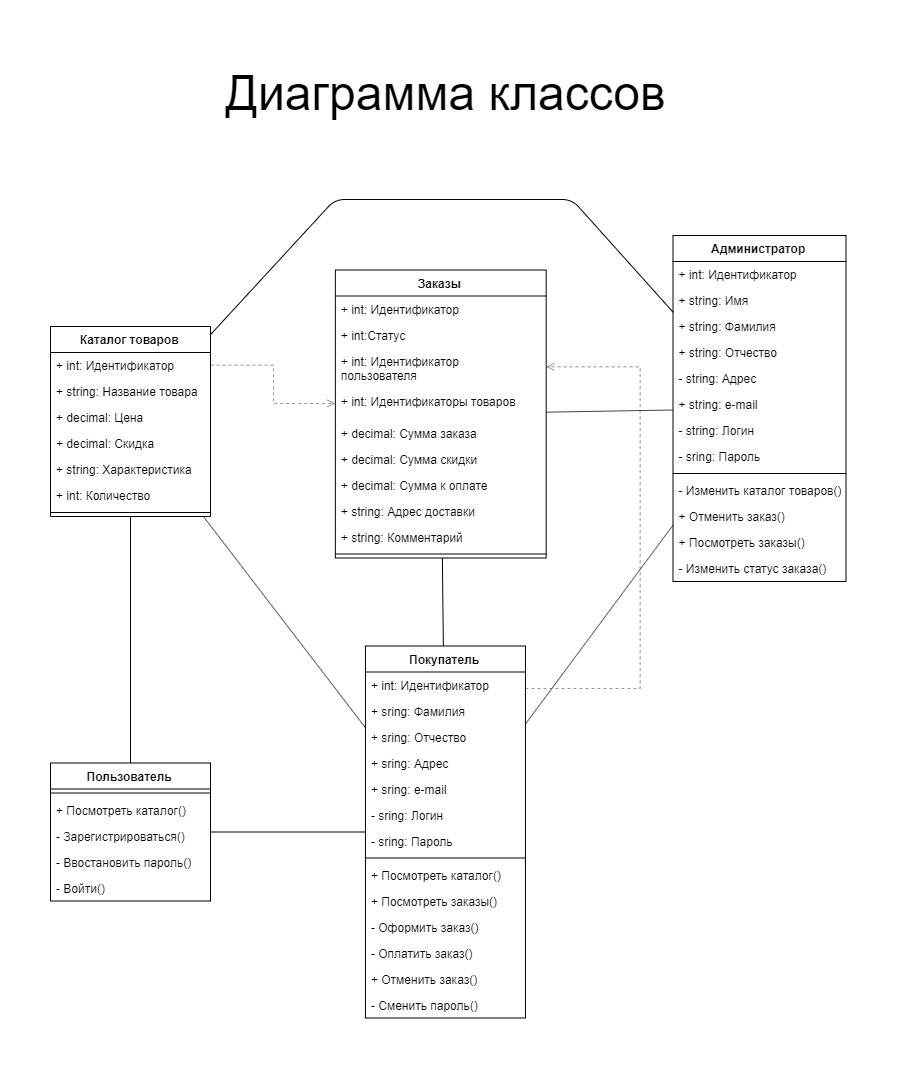 Диаграмма классов
Каталог товаров
+ int: Идентификатор
+ string: Название товара
+ decimal: Цена
+ decimal: Скидка
+ string: Характеристика
+ int: Количество
Заказы
+ int: Идентификатор
+ int:Статус
+ int: Идентификатор
пользователя
+ int: Идентификаторы товаров
+ decimal: Сумма заказа
+ decimal: Сумма скидки
+ decimal: Сумма к оплате
+ string: Адрес доставки
+ string: Комментарий
Администратор
+ int: Идентификатор
+ string: Имя
+ string: Фамилия
+ string: Отчество
- string: Адрес
+ string: e-mail
- string: Логин
- sring: Пароль
- Изменить каталог товаров()
+ Отменить заказ()
+ Посмотреть заказы()
- Изменить статус заказа()
Пользователь
+ Посмотреть каталог()
- Зарегистрироваться()
- Ввостановить пароль()
- Войти()
Покупатель
+ int: Идентификатор
+ sring: Фамилия
+ sring: Отчество
+ sring: Адрес
+ sring: e-mail
- sring: Логин
- sring: Пароль
+ Посмотреть каталог()
+ Посмотреть заказы()
- Оформить заказ()
- Оплатить заказ()
+ Отменить заказ()
- Сменить пароль()